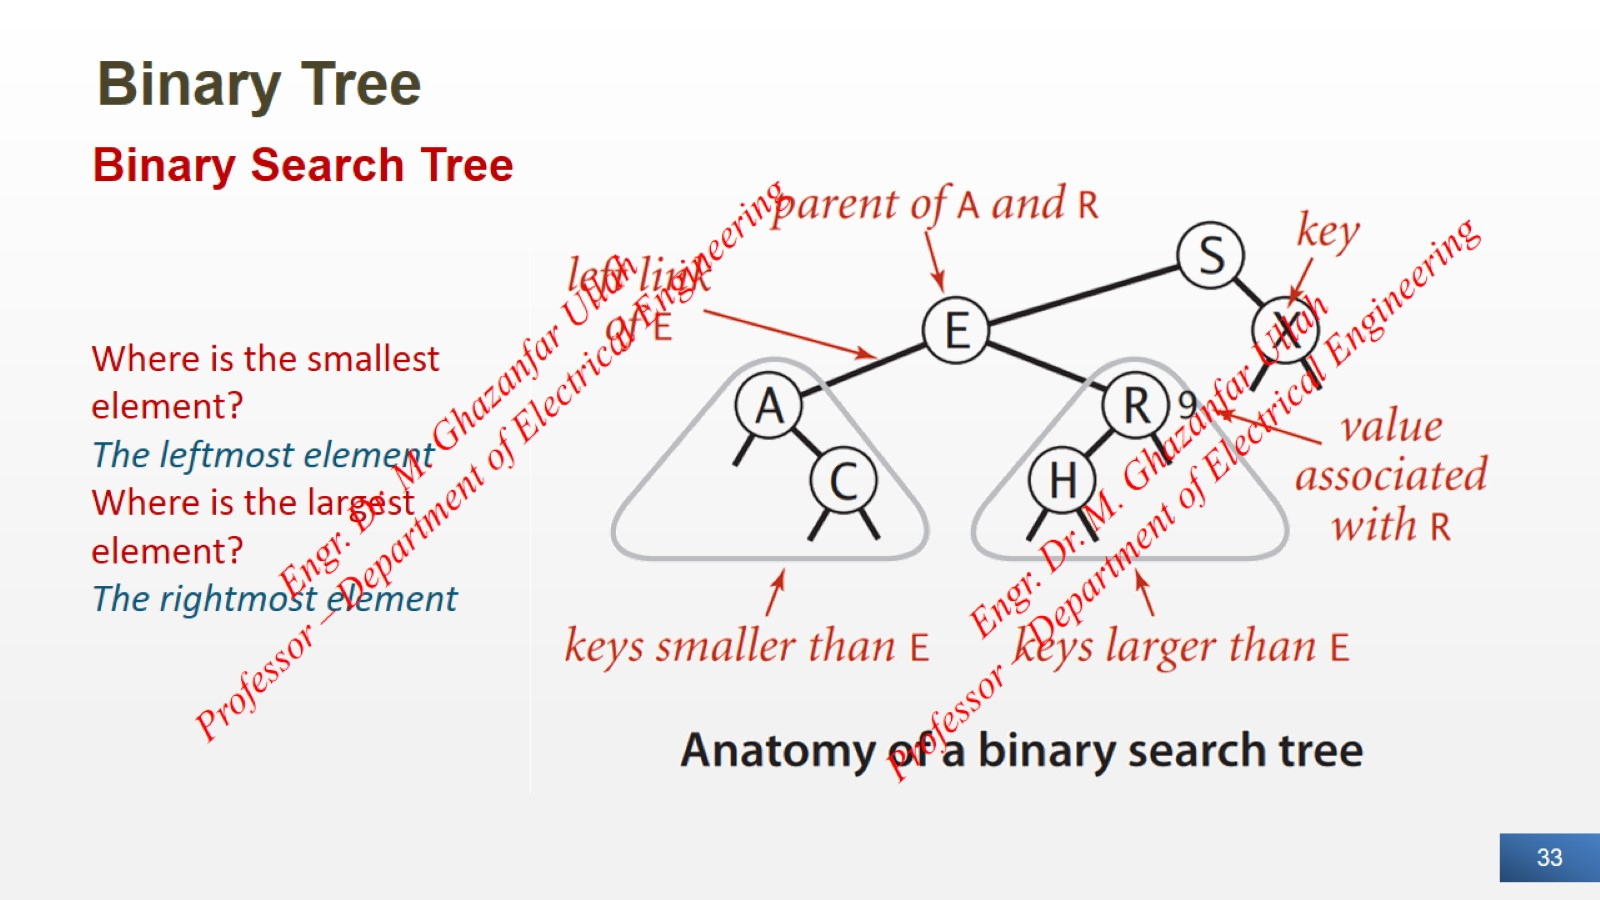 Binary Tree
Binary Search Tree
Where is the smallest
element?
The leftmost element
Where is the largest
element?
The rightmost element
parent of A and R
left link
of E
key
S
E
X
A
R 9
C
H
value
associated
with R
keys smaller than E
keys larger than E
Anatomy of a binary search tree
Engr. Dr. M. Ghazanfar Ullah
Professor – Department of Electrical Engineering
Engr. Dr. M. Ghazanfar Ullah
Professor – Department of Electrical Engineering
33